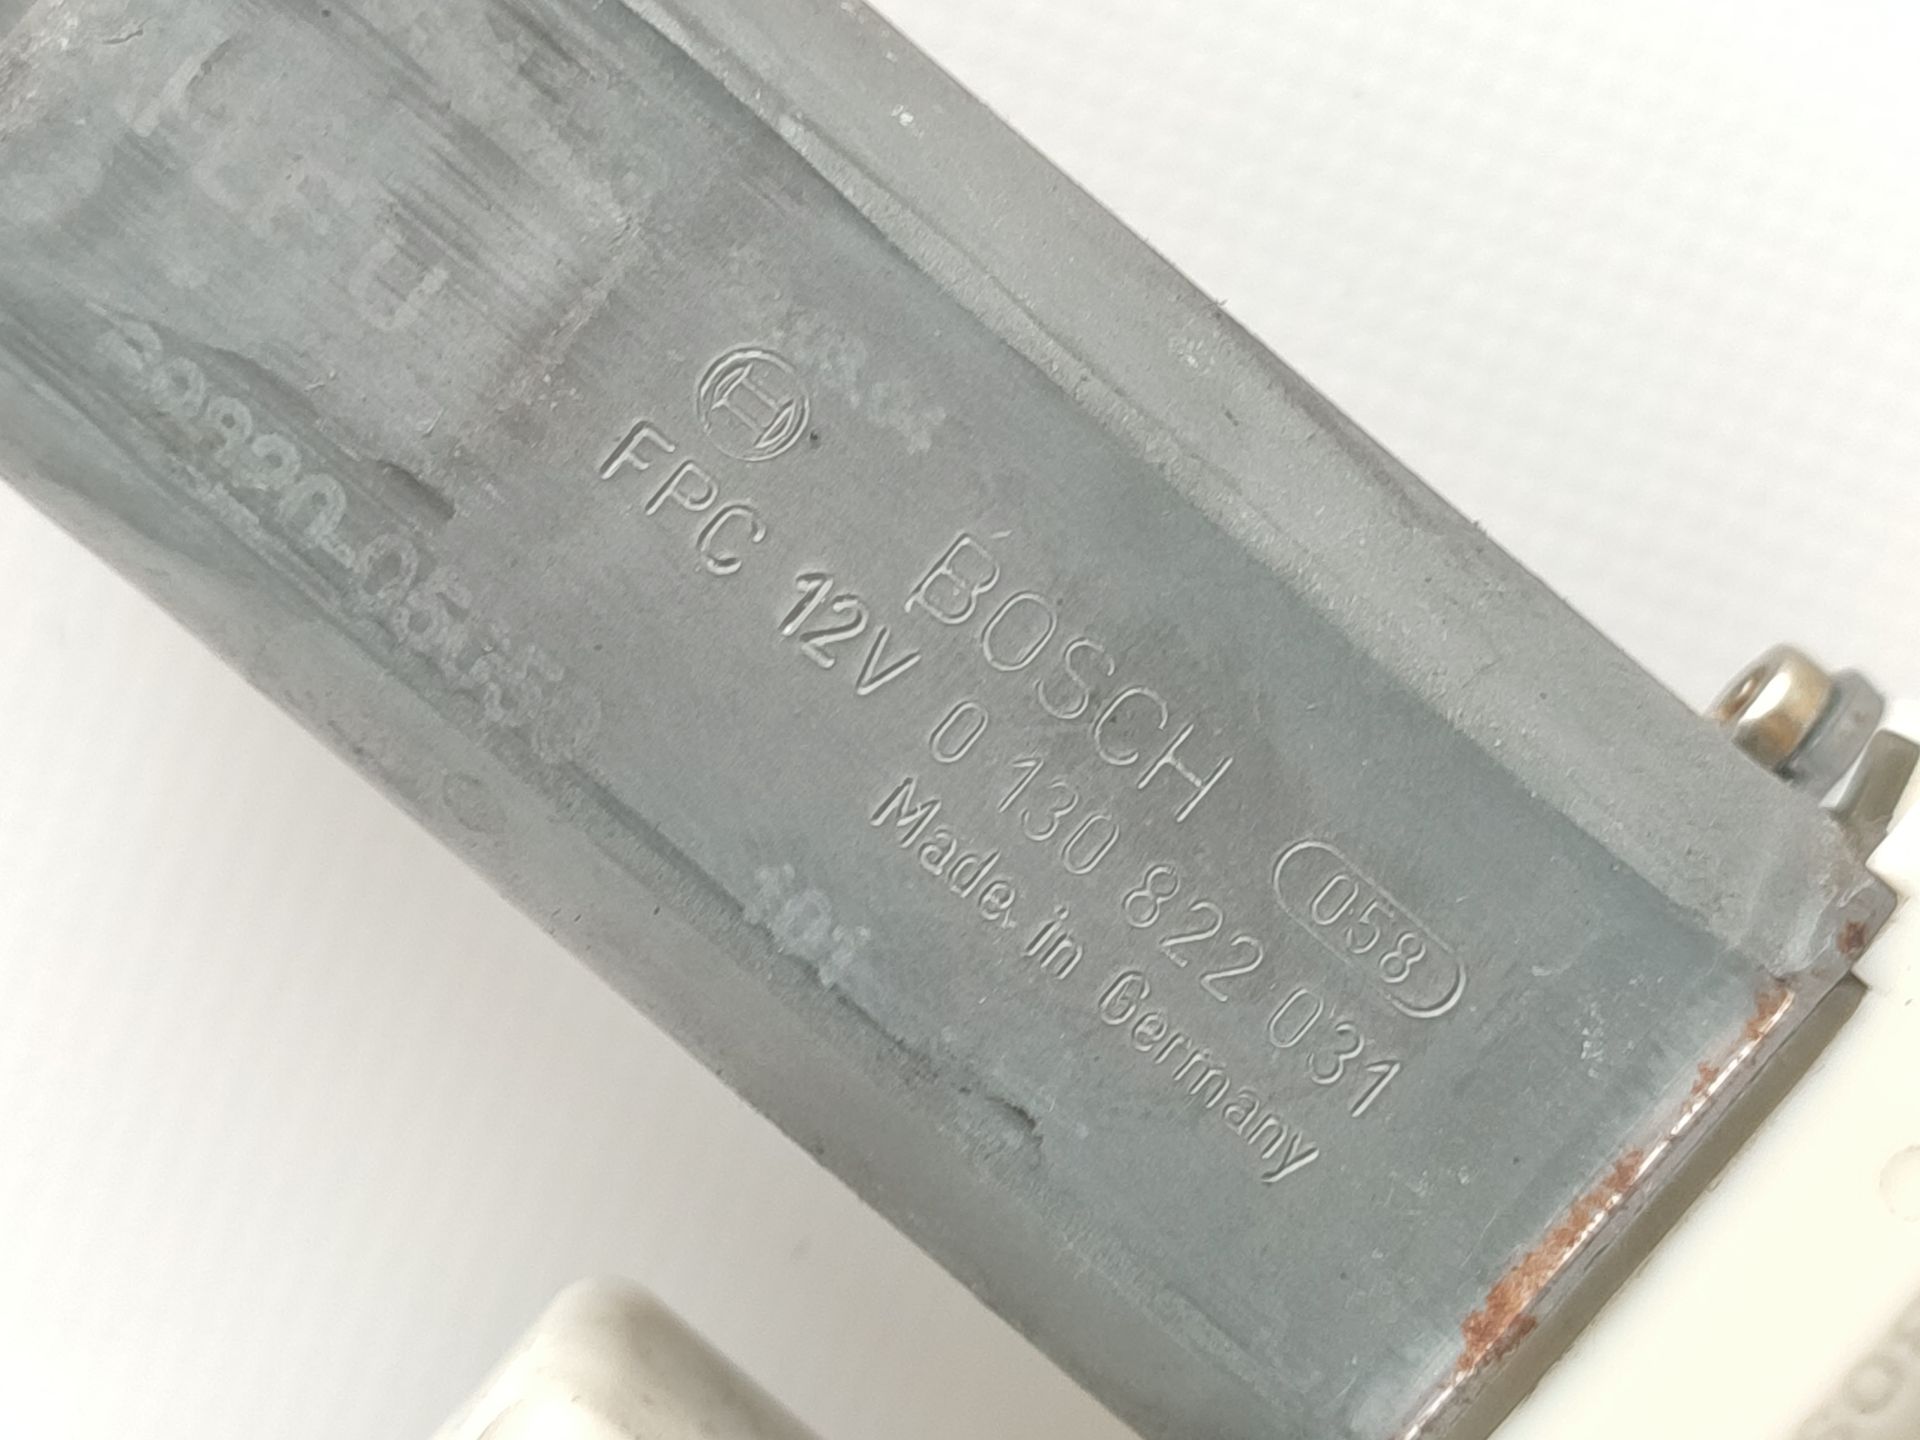 BOSCH
058
FPC 12V 0 130 822 031
Made in Germany